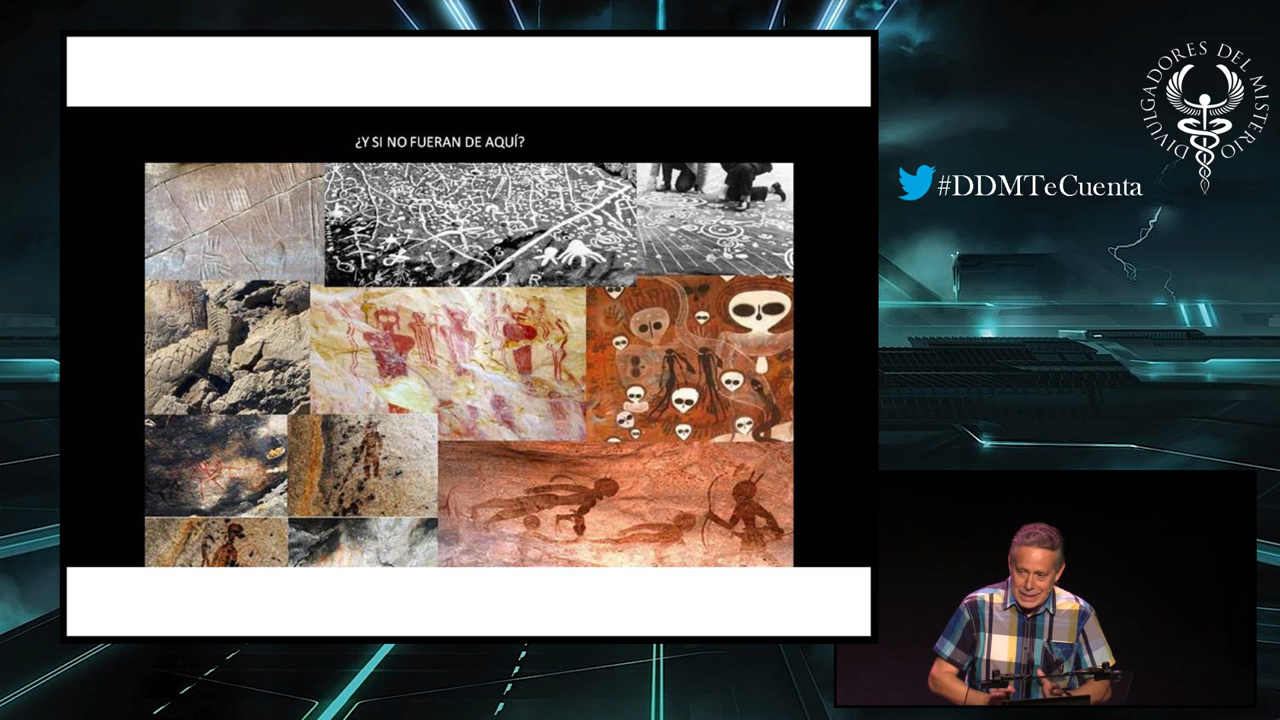 ¿Y SI NO FUERAN DE AQUÍ?
DIVULGADORES DEL MISTERIO
#DDMTeCuenta